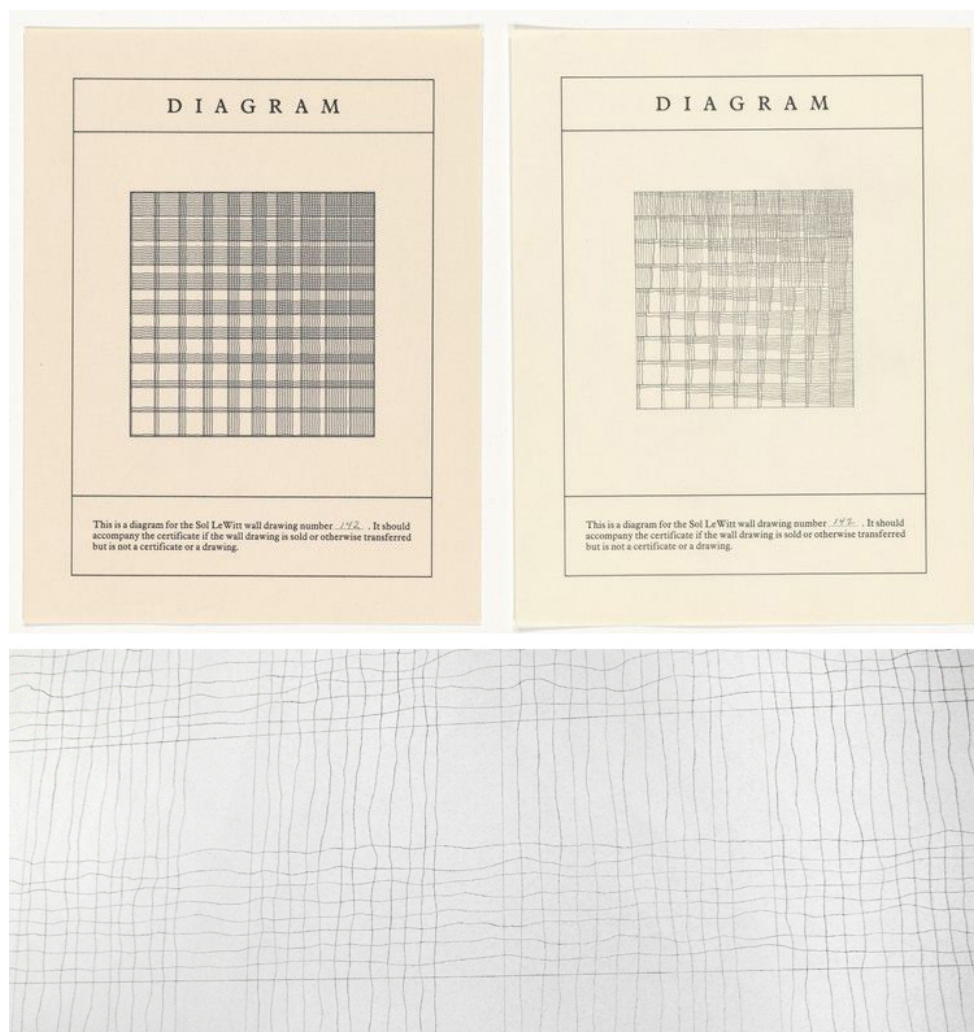 DIAGRAM
This is a diagram for the Sol LeWitt wall drawing number 142 . It should
accompany the certificate if the wall drawing is sold or otherwise transferred
but is not a certificate or a drawing.
DIAGRAM
This is a diagram for the Sol LeWitt wall drawing number 142 . It should
accompany the certificate if the wall drawing is sold or otherwise transferred
but is not a certificate or a drawing.